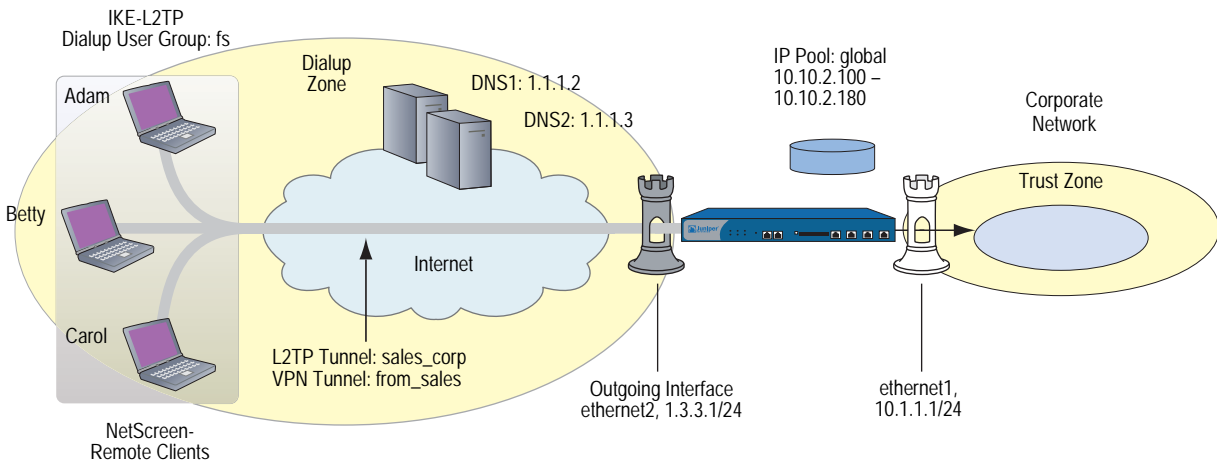 IKE-L2TP
Dialup User Group: fs
Adam
Betty
Carol
NetScreen-
Remote Clients
Dialup
Zone
DNS1: 1.1.1.2
DNS2: 1.1.1.3
Internet
L2TP Tunnel: sales_corp
VPN Tunnel: from_sales
IP Pool: global
10.10.2.100 –
10.10.2.180
Juniper
Outgoing Interface
ethernet2, 1.3.3.1/24
ethernet1,
10.1.1.1/24
Corporate
Network
Trust Zone